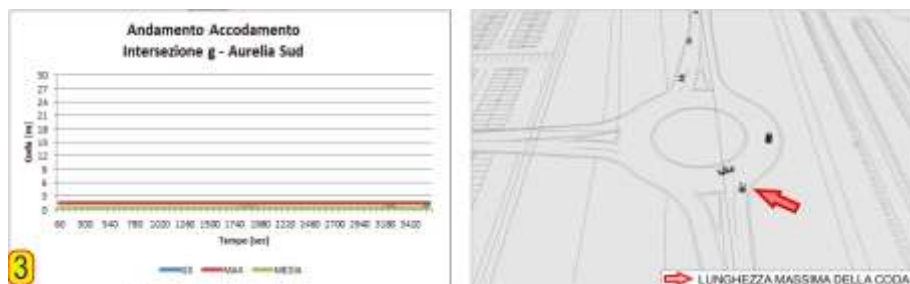 Andamento Accodamento
Intersezione g - Aurelia Sud
Coda [m]
30
27
24
21
18
15
12
9
6
3
0
60 300 540 780 1020 1260 1500 1740 1980 2220 2460 2700 2940 3180 3420
Tempo [sec]
MAX MEDIA
3
LUNGHEZZA MASSIMA DELLA CODA